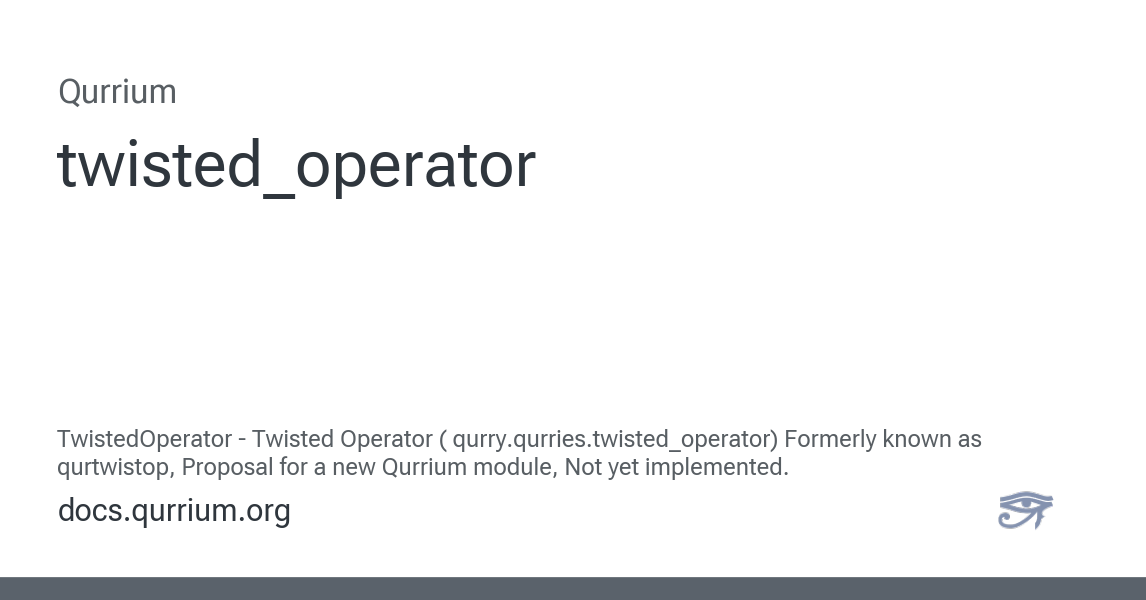 Qurrium
twisted_operator
TwistedOperator - Twisted Operator ( qurry.qurries.twisted_operator) Formerly known as
qurtwistop, Proposal for a new Qurrium module, Not yet implemented.
docs.qurrium.org